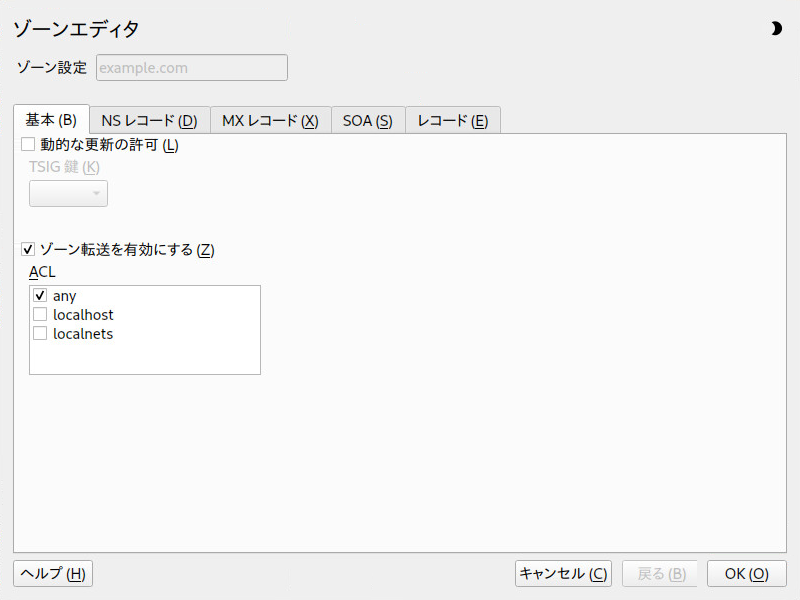 ゾーンエディタ
ゾーン設定 example.com
基本 (B) NS レコード (D) MX レコード (X) SOA (S) レコード (E)
動的な更新の許可 (L)
TSIG 鍵 (K)
ゾーン転送を有効にする (Z)
ACL
any
localhost
localnets
ヘルプ (H) キャンセル (C) 戻る (B) OK (O)